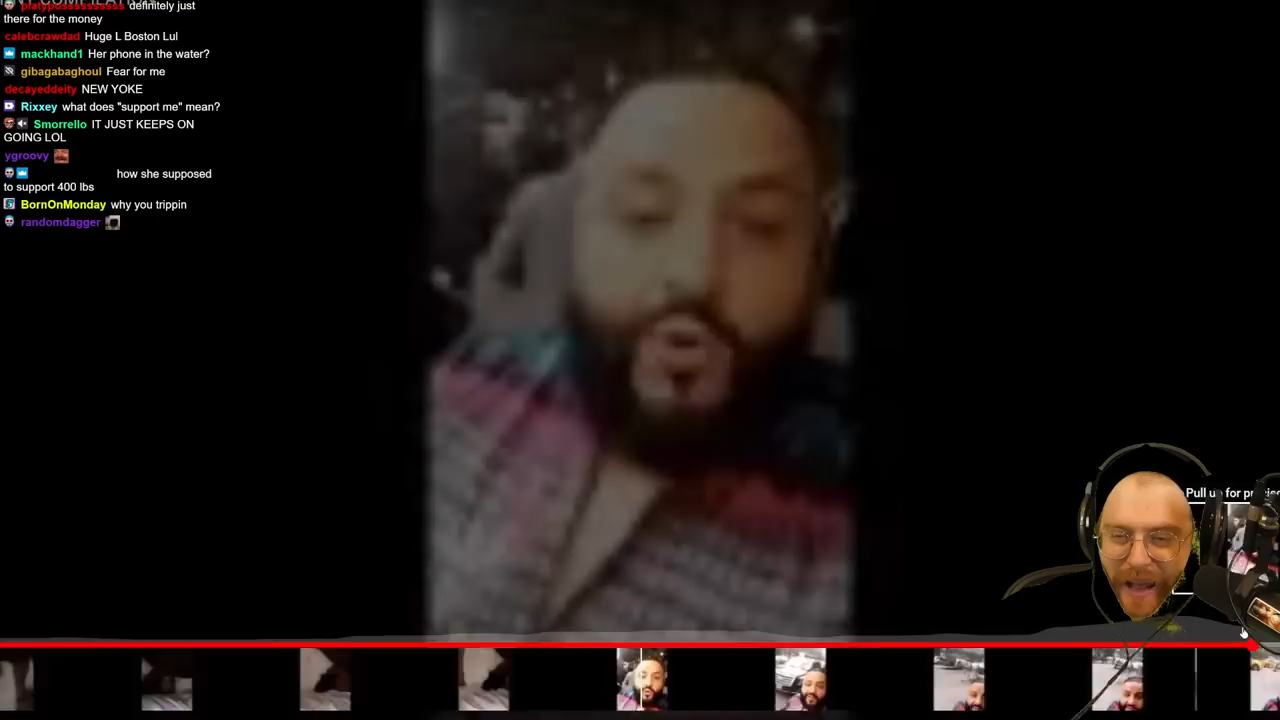 platyposssssssss definitely just
there for the money
calebcrawdad Huge L Boston Lul
mackhand1 Her phone in the water?
gibagabaghoul Fear for me
decayeddeity NEW YOKE
Rixxey what does "support me" mean?
Smorrello IT JUST KEEPS ON
GOING LOL
ygroovy
how she supposed
to support 400 lbs
BornOnMonday why you trippin
randomdagger
Pull up for